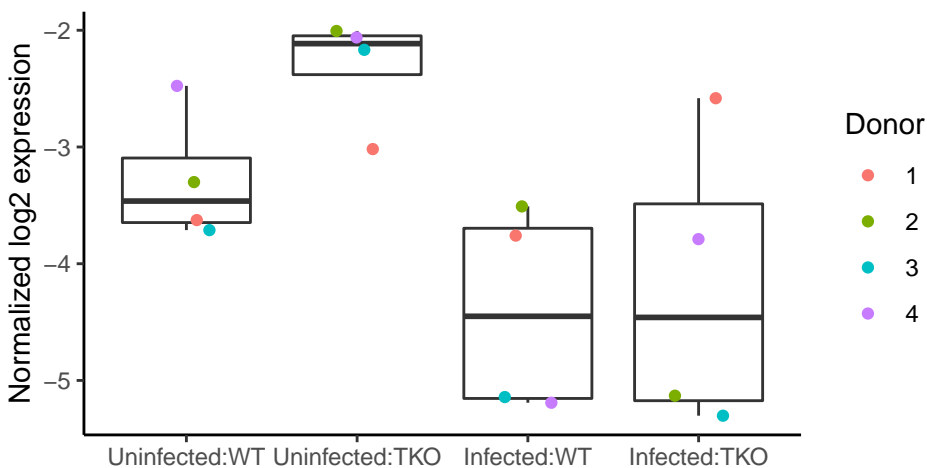 Normalized log2 expression
−2
−3
−4
−5
Uninfected:WT Uninfected:TKO Infected:WT Infected:TKO
Donor
1
2
3
4